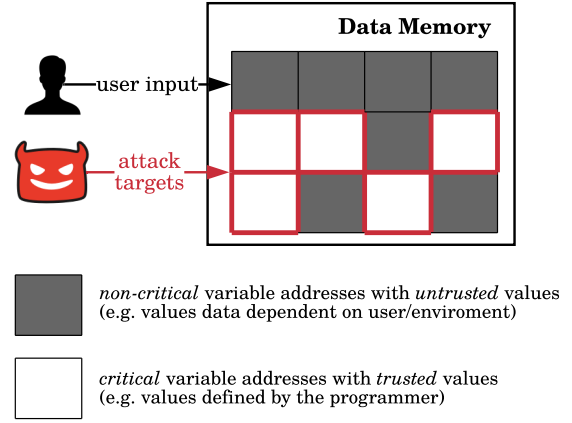 Data Memory
user input
attack
targets
non-critical variable addresses with untrusted values
(e.g. values data dependent on user/enviroment)
critical variable addresses with trusted values
(e.g. values defined by the programmer)